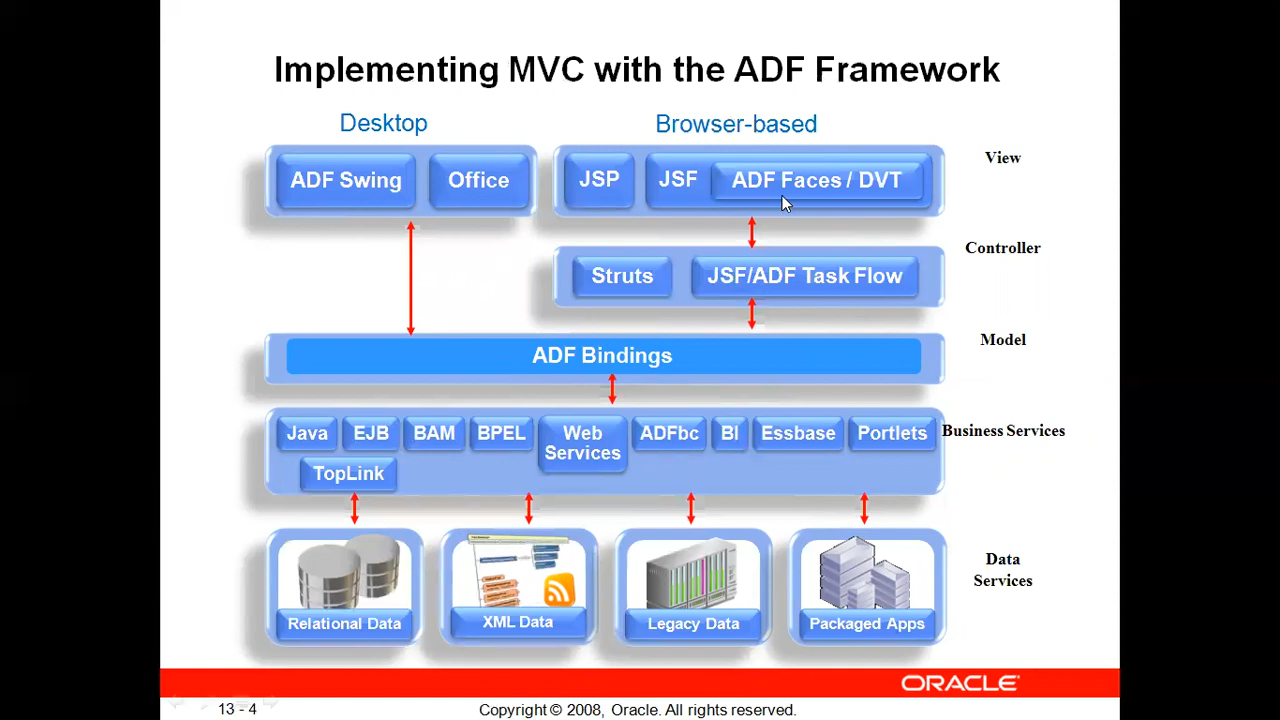 Implementing MVC with the ADF Framework
Desktop
Browser-based
ADF Swing
Office
JSP
JSF
ADF Faces / DVT
View
Struts
JSF/ADF Task Flow
Controller
ADF Bindings
Model
Java
EJB
BAM
BPEL
Web
Services
ADFbc
BI
Essbase
Portlets
TopLink
Business Services
Relational Data
XML Data
Legacy Data
Packaged Apps
Data
Services
ORACLE
13 - 4
Copyright © 2008, Oracle. All rights reserved.